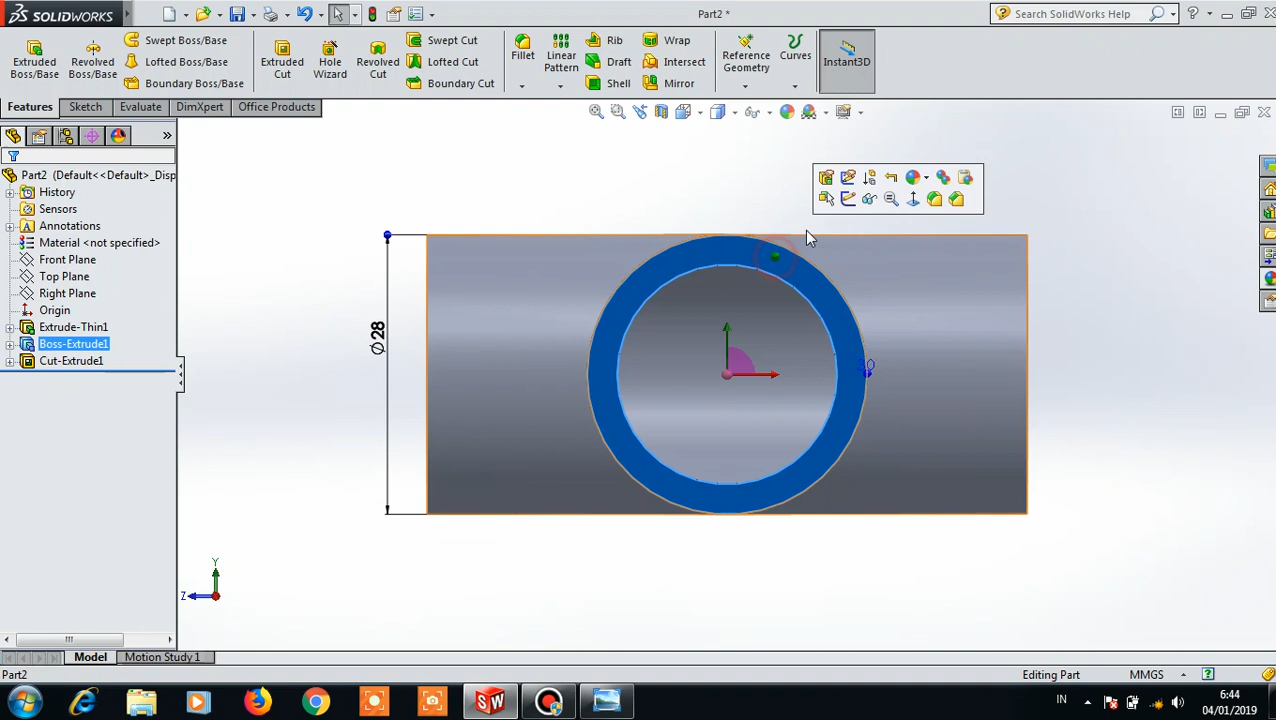 SOLIDWORKS
Part2 *
Search SolidWorks Help
Extruded Boss/Base
Revolved Boss/Base
Swept Boss/Base
Lofted Boss/Base
Boundary Boss/Base
Extruded Cut
Hole Wizard
Revolved Cut
Swept Cut
Lofted Cut
Boundary Cut
Fillet
Linear Pattern
Rib
Draft
Shell
Wrap
Intersect
Mirror
Reference Geometry
Curves
Instant3D
Features
Sketch
Evaluate
DimXpert
Office Products
Part2 (Default<<Default>_Disp
History
Sensors
Annotations
Material <not specified>
Front Plane
Top Plane
Right Plane
Origin
Extrude-Thin1
Boss-Extrude1
Cut-Extrude1
∅28
30
Y
Z
Model
Motion Study 1
Part2
Editing Part
MMGS
IN
6:44
04/01/2019